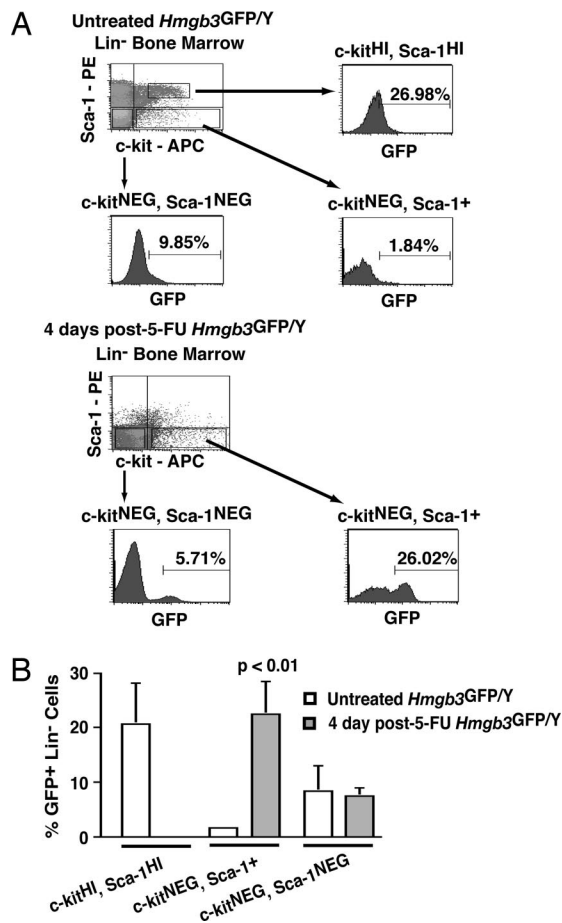 A
Untreated Hmgb3GFP/Y
Lin- Bone Marrow
Sca-1 - PE
c-kit - APC
c-kitHI, Sca-1HI
26.98%
GFP
c-kitNEG, Sca-1NEG
9.85%
GFP
c-kitNEG, Sca-1+
1.84%
GFP
4 days post-5-FU Hmgb3GFP/Y
Lin- Bone Marrow
Sca-1 - PE
c-kit - APC
c-kitNEG, Sca-1NEG
5.71%
GFP
c-kitNEG, Sca-1+
26.02%
GFP
B
% GFP+ Lin- Cells
30
20
10
0
p < 0.01
Untreated Hmgb3GFP/Y
4 day post-5-FU Hmgb3GFP/Y
c-kitHI, Sca-1HI
c-kitNEG, Sca-1+
c-kitNEG, Sca-1NEG